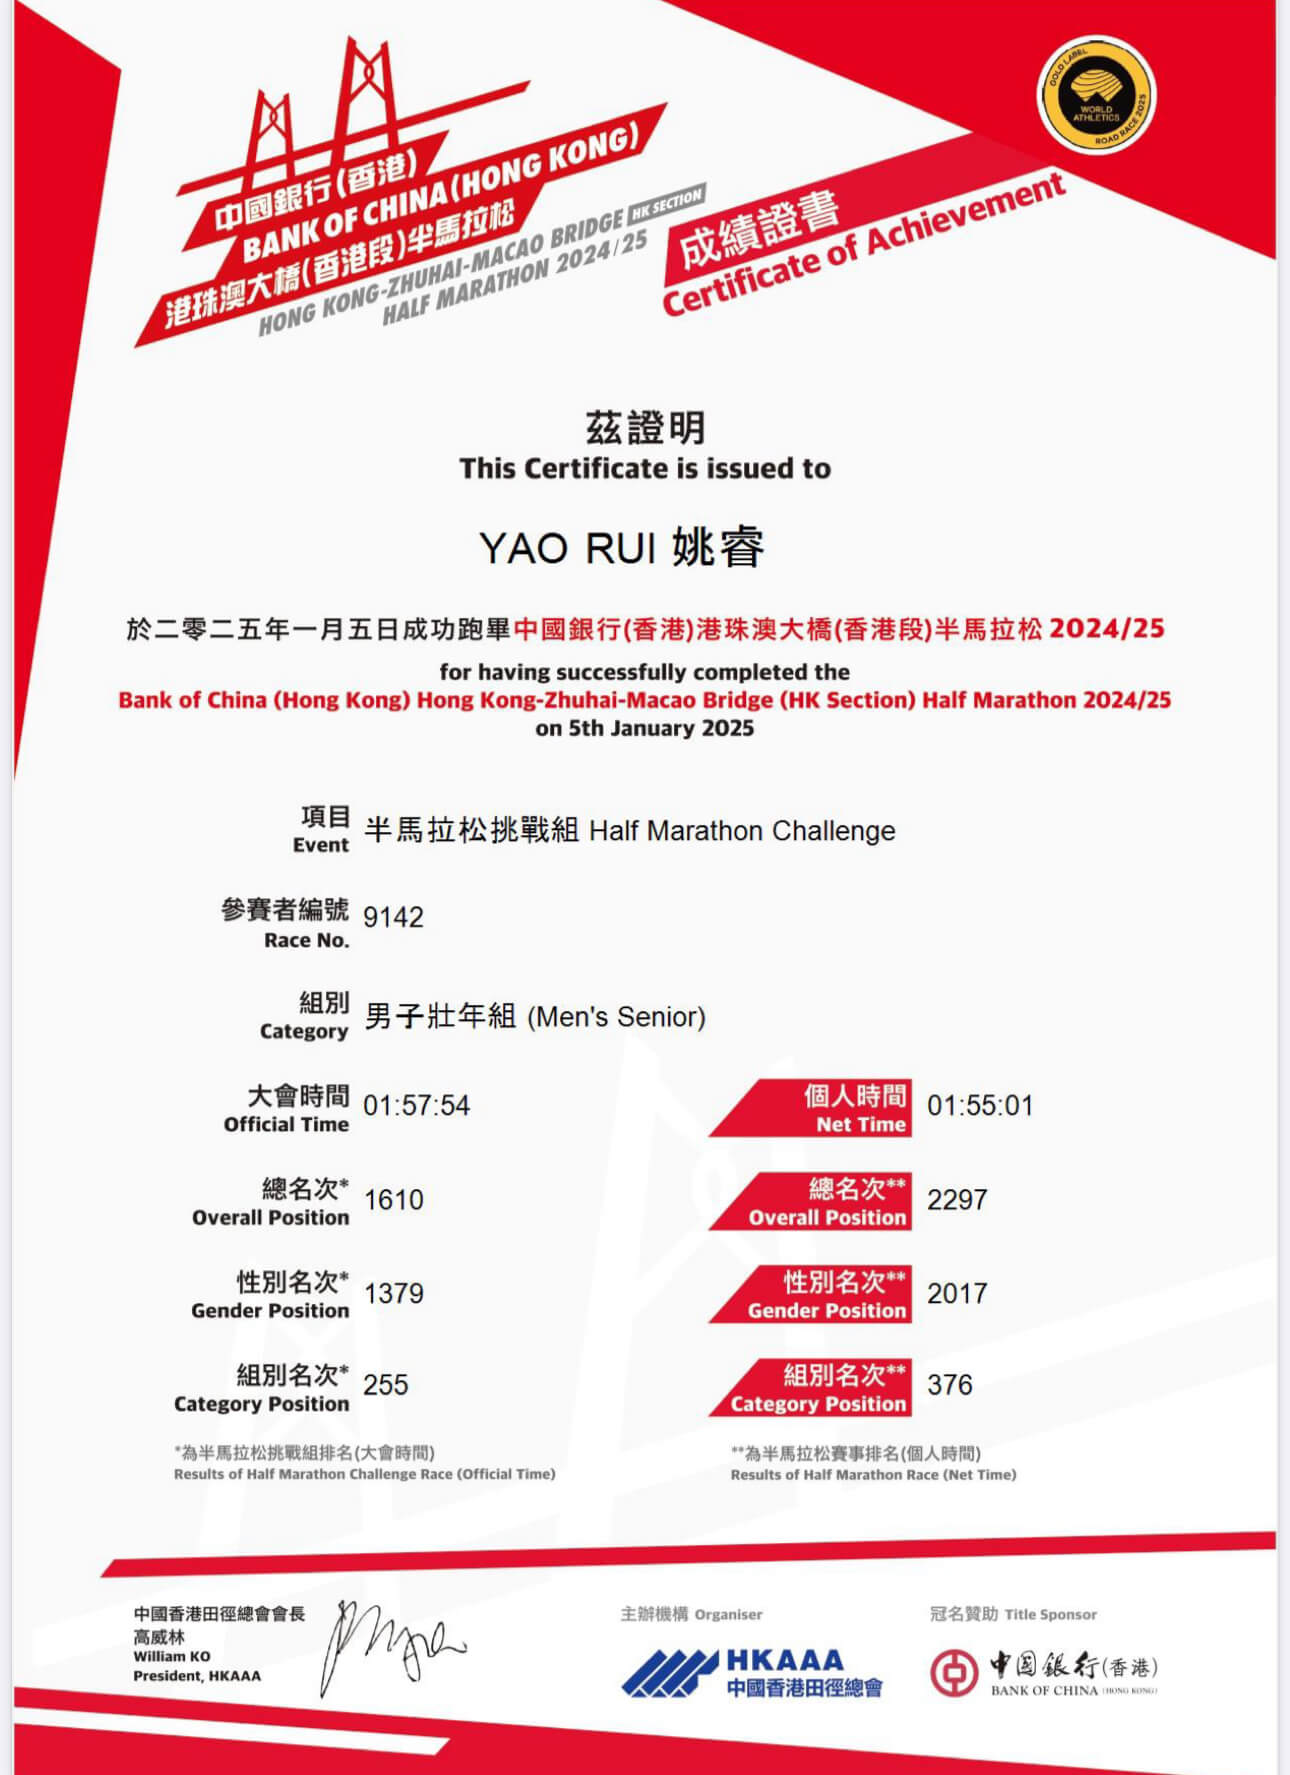 中國銀行(香港)
BANK OF CHINA (HONG KONG)
港珠澳大橋(香港段)半馬拉松
HONG KONG-ZHUHAI-MACAO BRIDGE HK SECTION
HALF MARATHON 2024/25
成績證書
Certificate of Achievement
GOLD LABEL
WORLD
ATHLETICS
ROAD RACE 2025
茲證明
This Certificate is issued to
YAO RUI 姚睿
於二零二五年一月五日成功跑畢中國銀行(香港)港珠澳大橋(香港段)半馬拉松 2024/25
for having successfully completed the
Bank of China (Hong Kong) Hong Kong-Zhuhai-Macao Bridge (HK Section) Half Marathon 2024/25
on 5th January 2025
項目
Event
半馬拉松挑戰組 Half Marathon Challenge
參賽者編號
Race No.
9142
組別
Category
男子壯年組 (Men's Senior)
大會時間
Official Time
01:57:54
個人時間
Net Time
01:55:01
總名次*
Overall Position
1610
總名次**
Overall Position
2297
性別名次*
Gender Position
1379
性別名次**
Gender Position
2017
組別名次*
Category Position
255
組別名次**
Category Position
376
*為半馬拉松挑戰組排名(大會時間)
Results of Half Marathon Challenge Race (Official Time)
**為半馬拉松賽事排名(個人時間)
Results of Half Marathon Race (Net Time)
中國香港田徑總會會長
高威林
William KO
President, HKAAA
主辦機構 Organiser
HKAAA
中國香港田徑總會
冠名贊助 Title Sponsor
中國銀行(香港)
BANK OF CHINA (HONG KONG)